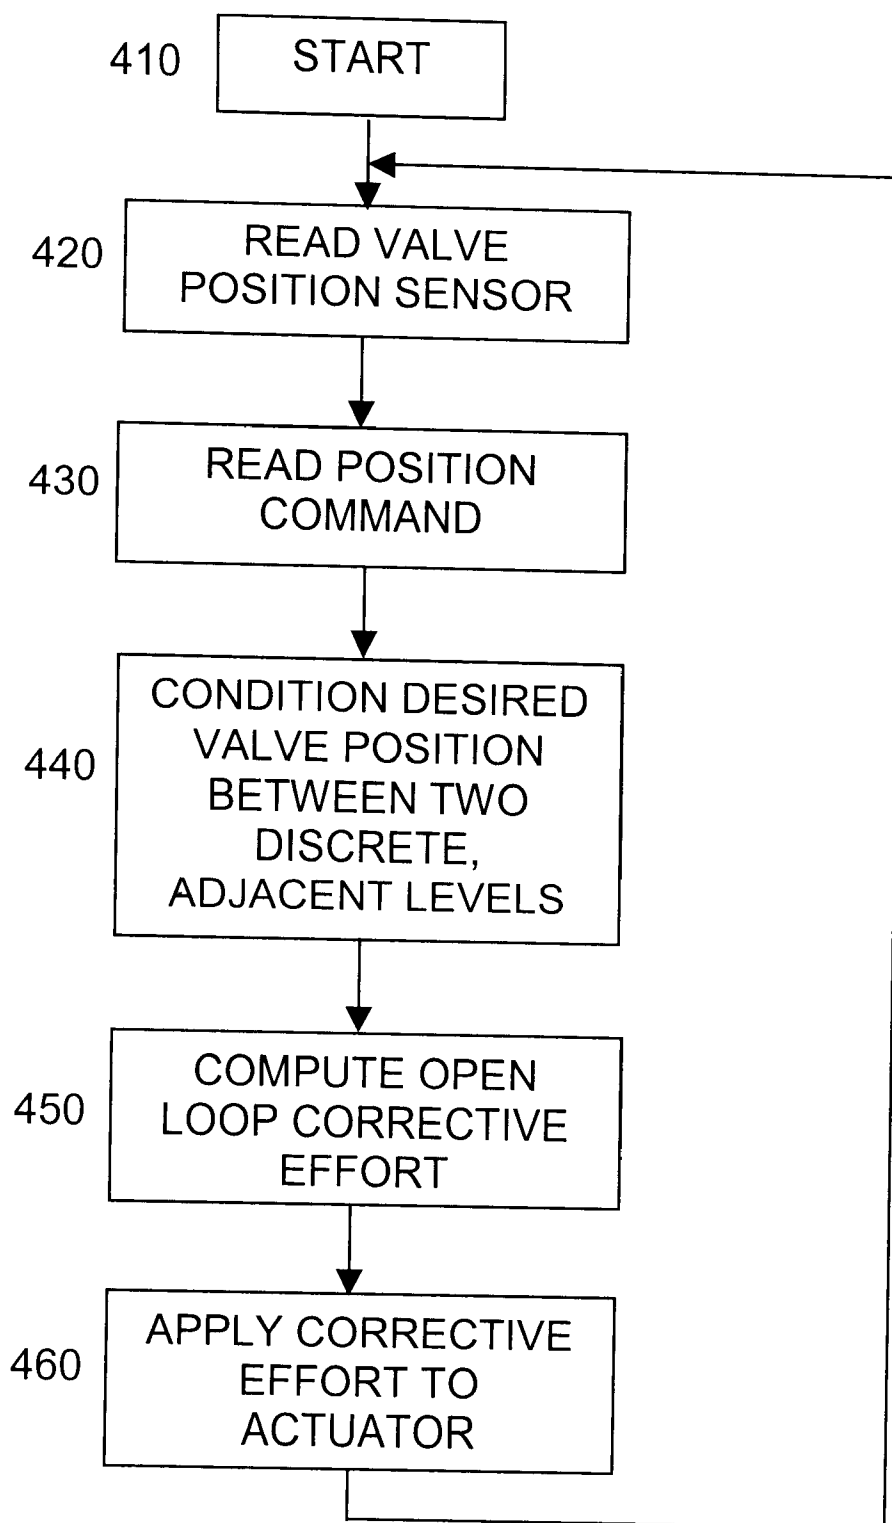 410
START
420
READ VALVE
POSITION SENSOR
430
READ POSITION
COMMAND
440
CONDITION DESIRED
VALVE POSITION
BETWEEN TWO
DISCRETE,
ADJACENT LEVELS
450
COMPUTE OPEN
LOOP CORRECTIVE
EFFORT
460
APPLY CORRECTIVE
EFFORT TO
ACTUATOR